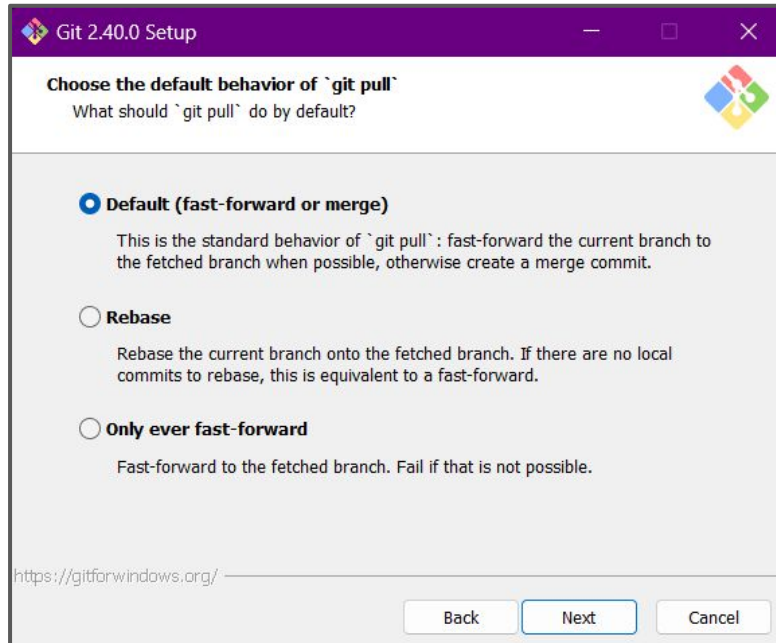 Git 2.40.0 Setup
Choose the default behavior of `git pull`
What should `git pull` do by default?
Default (fast-forward or merge)
This is the standard behavior of `git pull`: fast-forward the current branch to
the fetched branch when possible, otherwise create a merge commit.
Rebase
Rebase the current branch onto the fetched branch. If there are no local
commits to rebase, this is equivalent to a fast-forward.
Only ever fast-forward
Fast-forward to the fetched branch. Fail if that is not possible.
https://gitforwindows.org/
Back Next Cancel